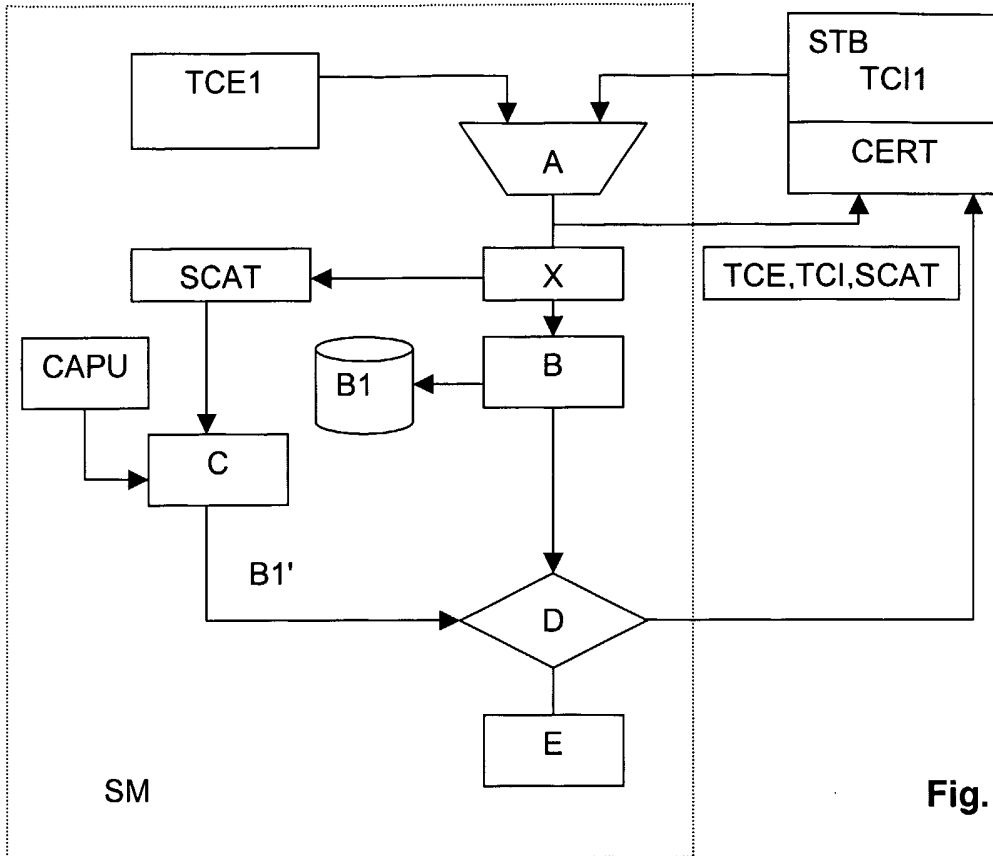 STB
TCE1
TCI1
A
CERT
SCAT
X
TCE,TCI,SCAT
CAPU
B1
B
C
B1'
D
E
SM
Fig.